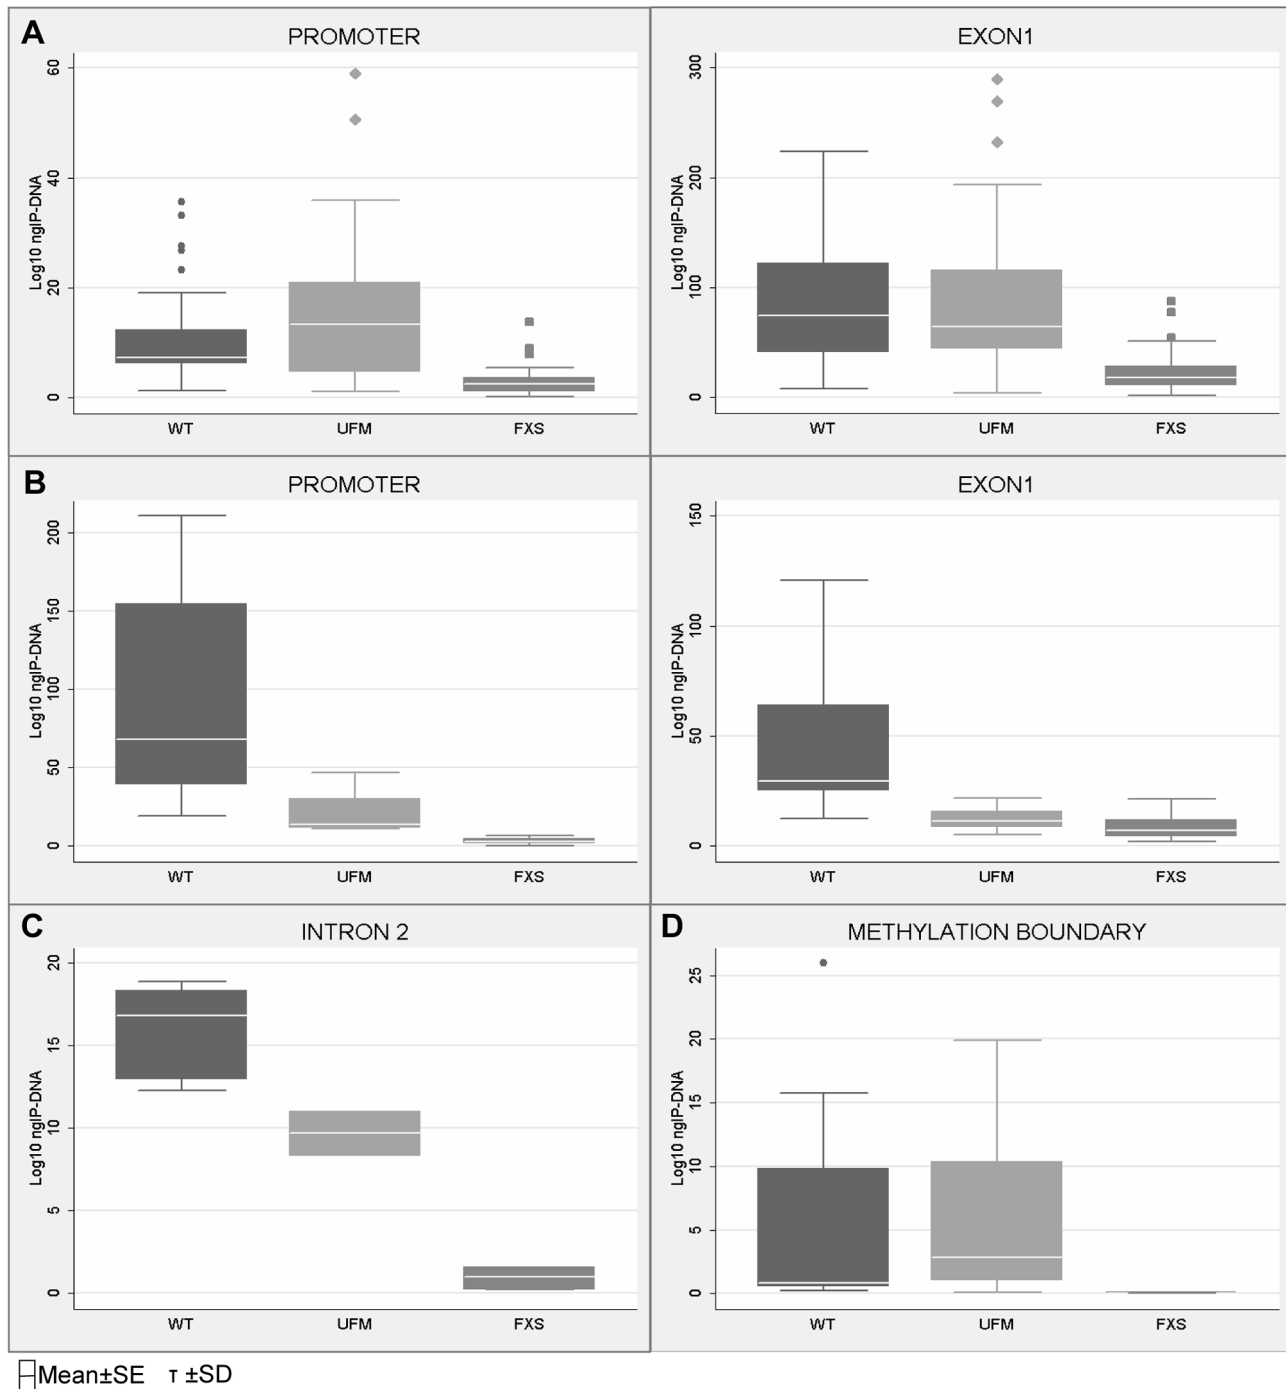 A
PROMOTER
Log10 ngIP-DNA
60
40
20
0
WT UFM FXS
EXON1
Log10 ngIP-DNA
300
200
100
0
WT UFM FXS
B
PROMOTER
Log10 ngIP-DNA
200
150
100
50
0
WT UFM FXS
EXON1
Log10 ngIP-DNA
150
100
50
0
WT UFM FXS
C
INTRON 2
Log10 ngIP-DNA
20
15
10
5
0
WT UFM FXS
D
METHYLATION BOUNDARY
Log10 ngIP-DNA
25
20
15
10
5
0
WT UFM FXS
Mean±SE ±SD